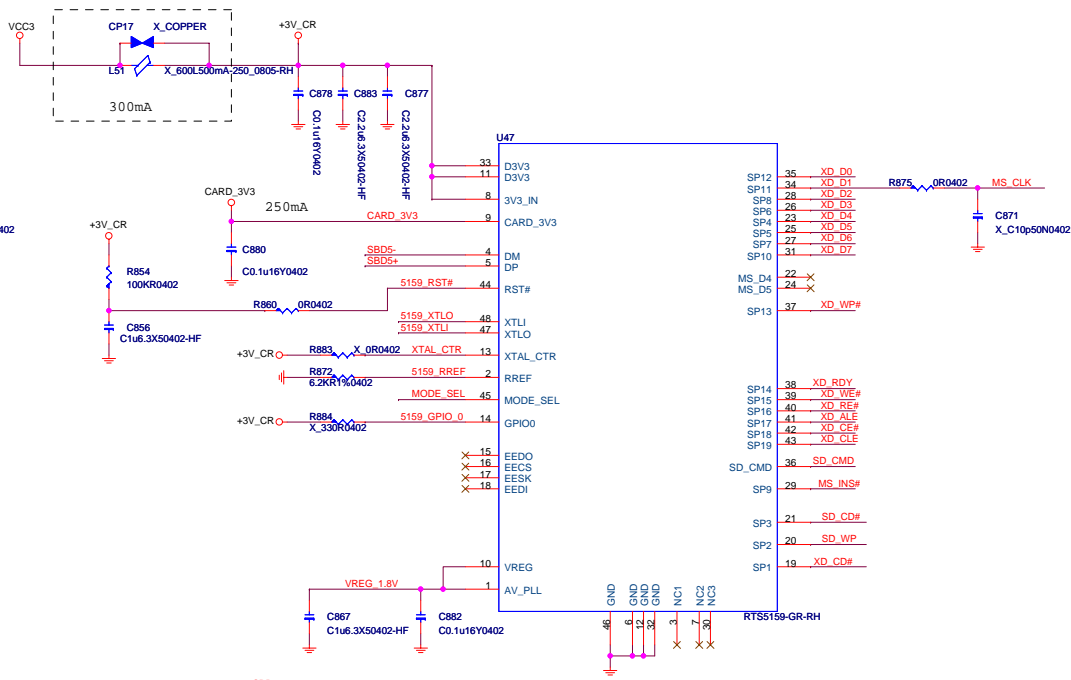 VCC3
CP17 X_COPPER
L51 X_600L500mA-250_0805-RH
300mA
+3V_CR
C878
C0.1u16Y0402
C883
C2.2u6.3X50402-HF
C877
C2.2u6.3X50402-HF
U47
CARD_3V3
250mA
CARD_3V3
C880
C0.1u16Y0402
402
+3V_CR
R854
100KR0402
C856
C1u6.3X50402-HF
R860 0R0402
SBD5-
SBD5+
5159_RST#
5159_XTLO
5159_XTLI
+3V_CR R883 X_0R0402 XTAL_CTR
R872 5159_RREF
6.2KR1%0402
MODE_SEL
+3V_CR R884 5159_GPIO_0
X_330R0402
33 D3V3
11 D3V3
8 3V3_IN
9 CARD_3V3
4 DM
5 DP
44 RST#
48 XTLI
47 XTLO
13 XTAL_CTR
2 RREF
45 MODE_SEL
14 GPIO0
15 EEDO
16 EECS
17 EESK
18 EEDI
10 VREG
1 AV_PLL
VREG_1.8V
C867
C1u6.3X50402-HF
C882
C0.1u16Y0402
SP12 35 XD_D0
SP11 34 XD_D1
SP8 28 XD_D2
SP6 26 XD_D3
SP4 23 XD_D4
SP5 25 XD_D5
SP7 27 XD_D6
SP10 31 XD_D7
MS_D4 22
MS_D5 24
SP13 37 XD_WP#
SP14 38 XD_RDY
SP15 39 XD_WE#
SP16 40 XD_RE#
SP17 41 XD_ALE
SP18 42 XD_CE#
SP19 43 XD_CLE
SD_CMD 36 SD_CMD
SP9 29 MS_INS#
SP3 21 SD_CD#
SP2 20 SD_WP
SP1 19 XD_CD#
R875 0R0402 MS_CLK
C871
X_C10p50N0402
GND GND GND GND NC1 NC2 NC3
46 6 12 32 3 7 30
RTS5159-GR-RH